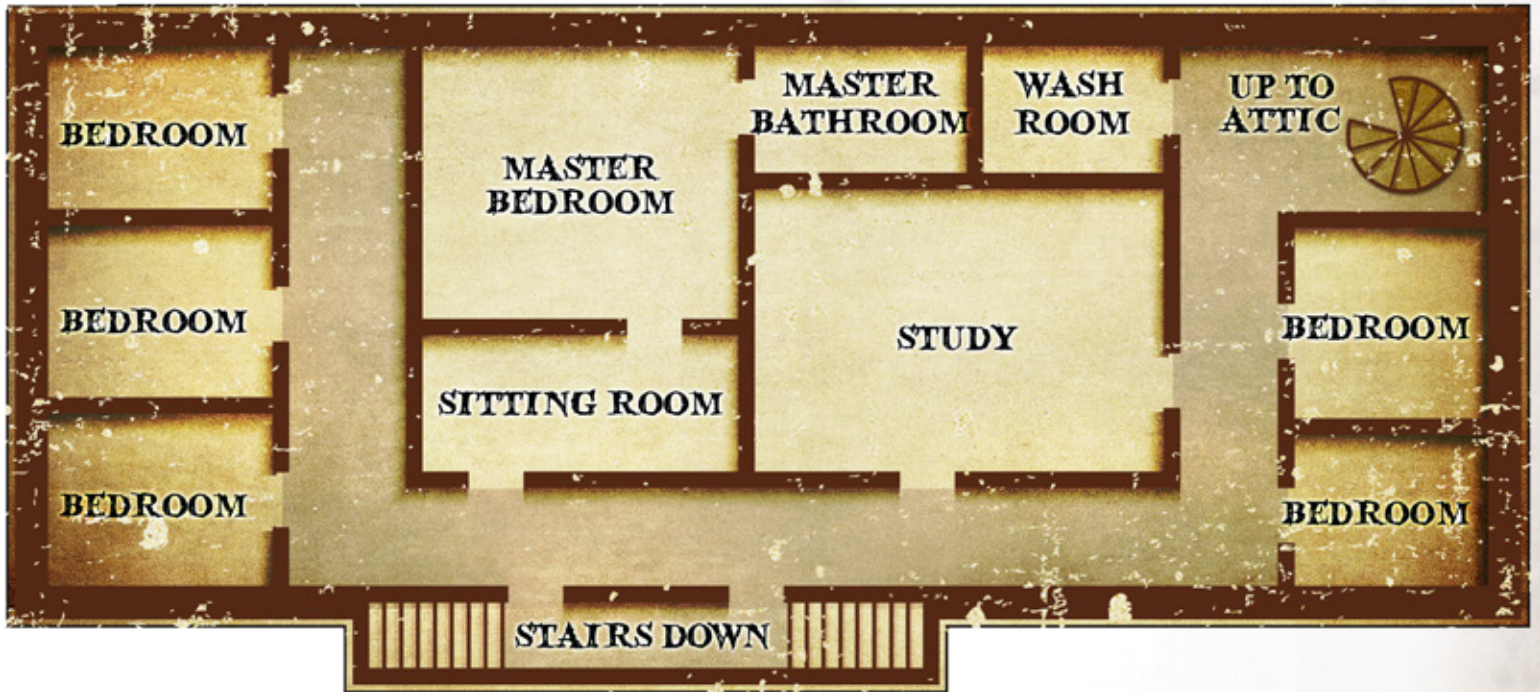 BEDROOM
MASTER
BEDROOM
MASTER
BATHROOM
WASH
ROOM
UP TO
ATTIC
BEDROOM
SITTING ROOM
STUDY
BEDROOM
BEDROOM
BEDROOM
STAIRS DOWN